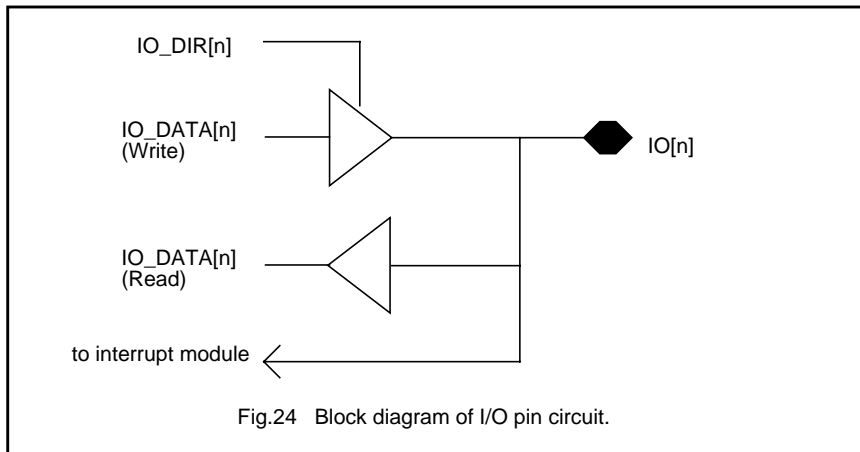 IO_DIR[n]
IO_DATA[n]
(Write)
IO[n]
IO_DATA[n]
(Read)
to interrupt module
Fig.24 Block diagram of I/O pin circuit.